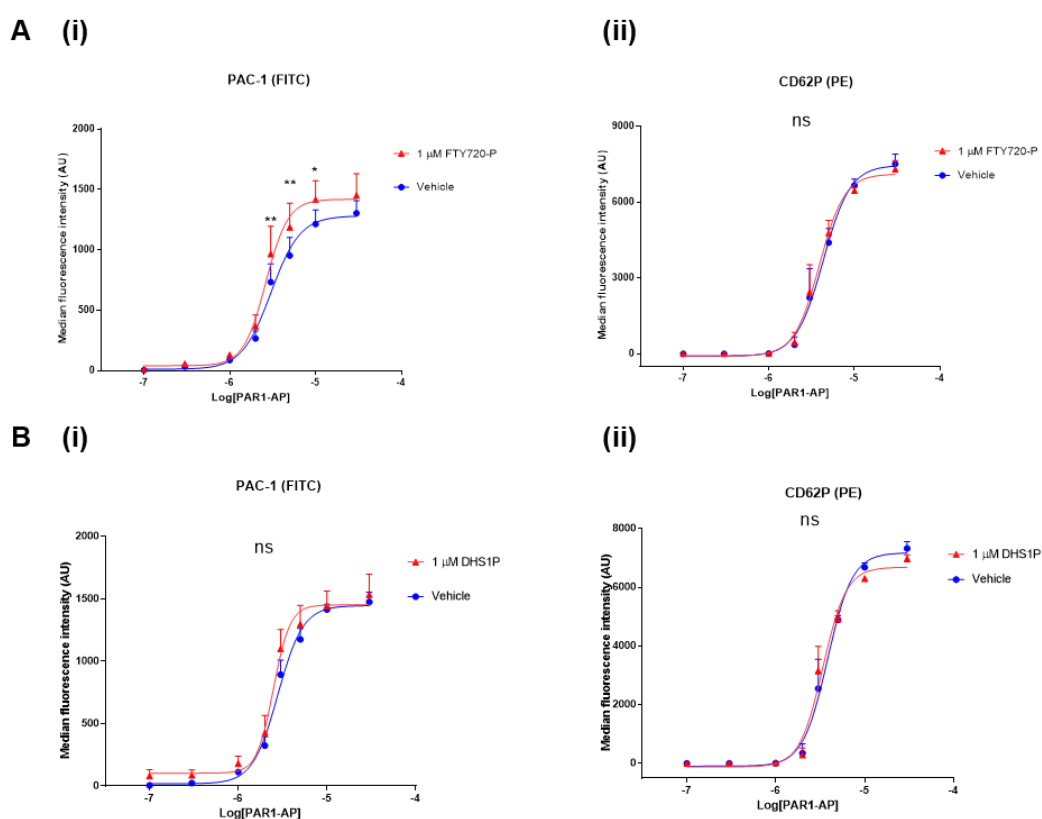 A (i) (ii)
PAC-1 (FITC)
Median fluorescence intensity (AU)
2000
1500
1000
500
0
** ** *
1 μM FTY720-P
Vehicle
-7 -6 -5 -4
Log[PAR1-AP]
CD62P (PE)
ns
Median fluorescence intensity (AU)
9000
6000
3000
0
1 μM FTY720-P
Vehicle
-7 -6 -5 -4
Log[PAR1-AP]
B (i) (ii)
PAC-1 (FITC)
ns
Median fluorescence intensity (AU)
2000
1500
1000
500
0
1 μM DHS1P
Vehicle
-7 -6 -5 -4
Log[PAR1-AP]
CD62P (PE)
ns
Median fluorescence intensity (AU)
8000
6000
4000
2000
0
1 μM DHS1P
Vehicle
-7 -6 -5 -4
Log[PAR1-AP]